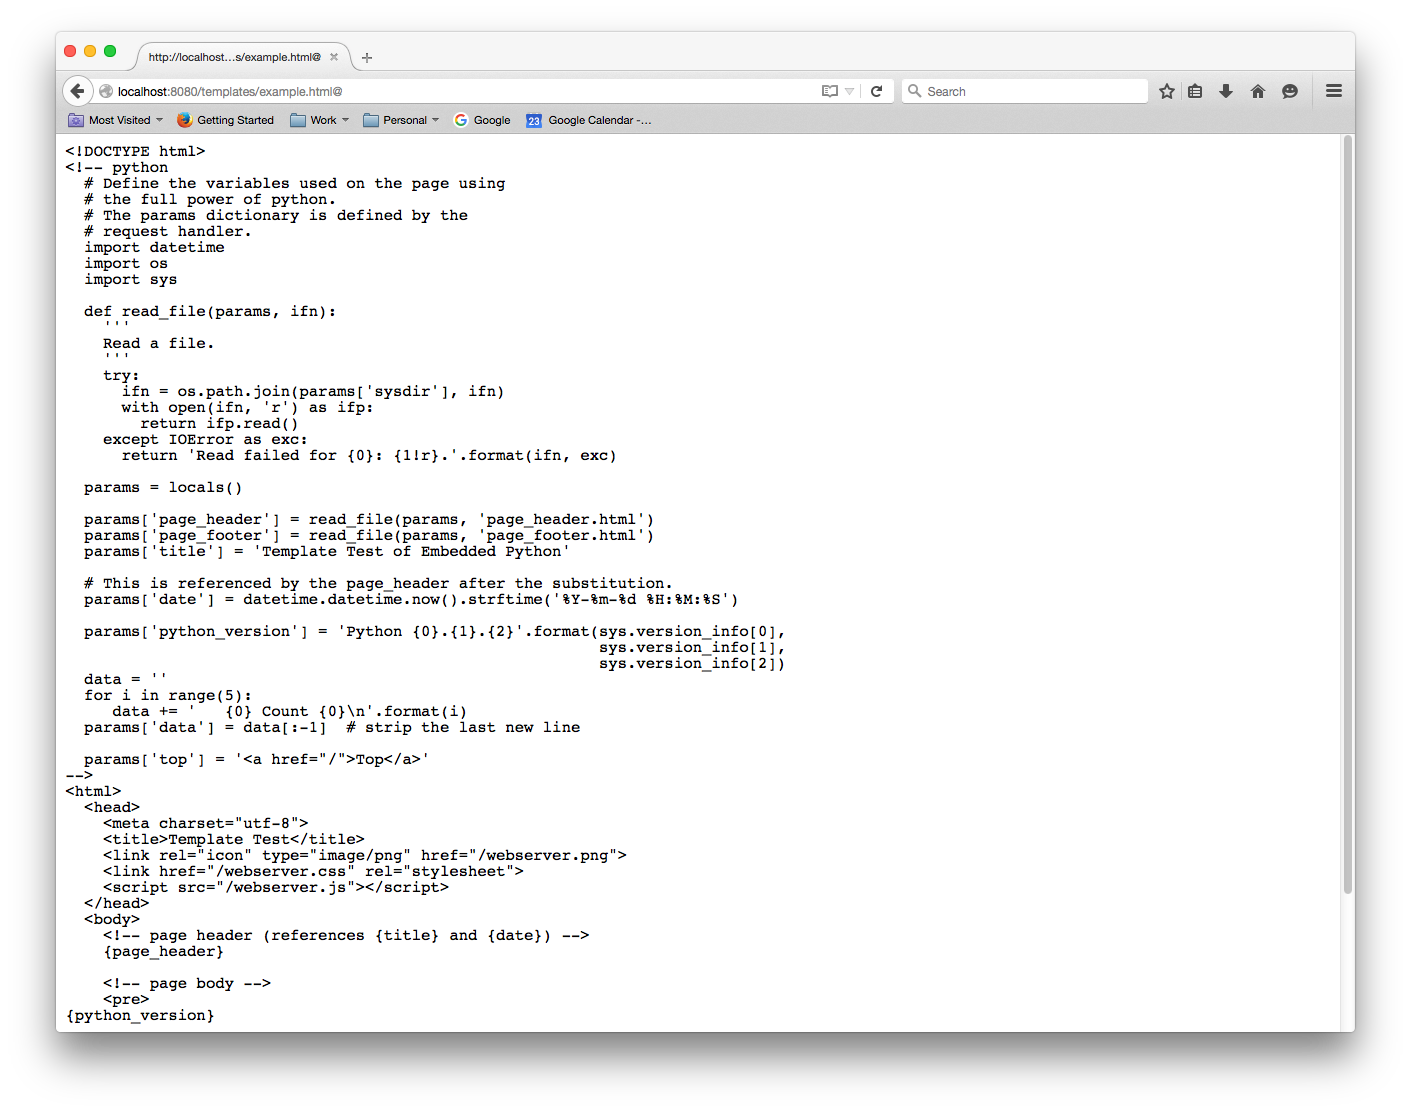 http://localhost...s/example.html@
localhost:8080/templates/example.html@
Search
Most Visited
Getting Started
Work
Personal
Google
23
Google Calendar -...
<!DOCTYPE html>
<!-- python
  # Define the variables used on the page using
  # the full power of python.
  # The params dictionary is defined by the
  # request handler.
  import datetime
  import os
  import sys

  def read_file(params, ifn):
    '''
    Read a file.
    '''
    try:
      ifn = os.path.join(params['sysdir'], ifn)
      with open(ifn, 'r') as ifp:
        return ifp.read()
    except IOError as exc:
      return 'Read failed for {0}: {1!r}.'.format(ifn, exc)

  params = locals()

  params['page_header'] = read_file(params, 'page_header.html')
  params['page_footer'] = read_file(params, 'page_footer.html')
  params['title'] = 'Template Test of Embedded Python'

  # This is referenced by the page_header after the substitution.
  params['date'] = datetime.datetime.now().strftime('%Y-%m-%d %H:%M:%S')

  params['python_version'] = 'Python {0}.{1}.{2}'.format(sys.version_info[0],
                                                         sys.version_info[1],
                                                         sys.version_info[2])
  data = ''
  for i in range(5):
     data += '   {0} Count {0}\n'.format(i)
  params['data'] = data[:-1]  # strip the last new line

  params['top'] = '<a href="/">Top</a>'
-->
<html>
  <head>
    <meta charset="utf-8">
    <title>Template Test</title>
    <link rel="icon" type="image/png" href="/webserver.png">
    <link href="/webserver.css" rel="stylesheet">
    <script src="/webserver.js"></script>
  </head>
  <body>
    <!-- page header (references {title} and {date}) -->
    {page_header}

    <!-- page body -->
    <pre>
{python_version}